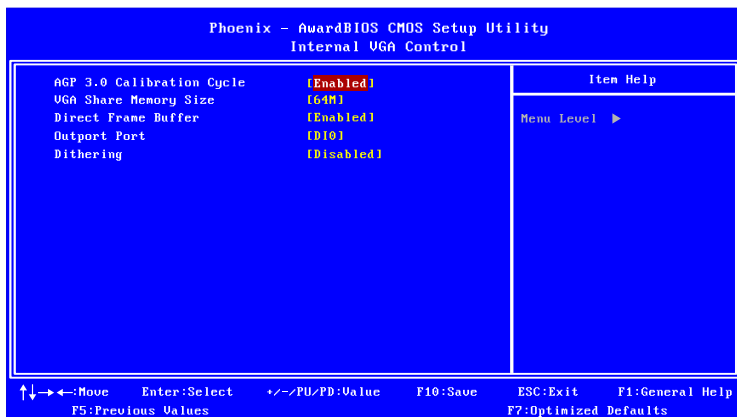 Phoenix - AwardBIOS CMOS Setup Utility
Internal VGA Control
AGP 3.0 Calibration Cycle [Enabled]
VGA Share Memory Size [64M]
Direct Frame Buffer [Enabled]
Outport Port [DI0]
Dithering [Disabled]
Item Help
Menu Level ▶
↑↓→←:Move Enter:Select +/-/PU/PD:Value F10:Save ESC:Exit F1:General Help
F5:Previous Values F7:Optimized Defaults